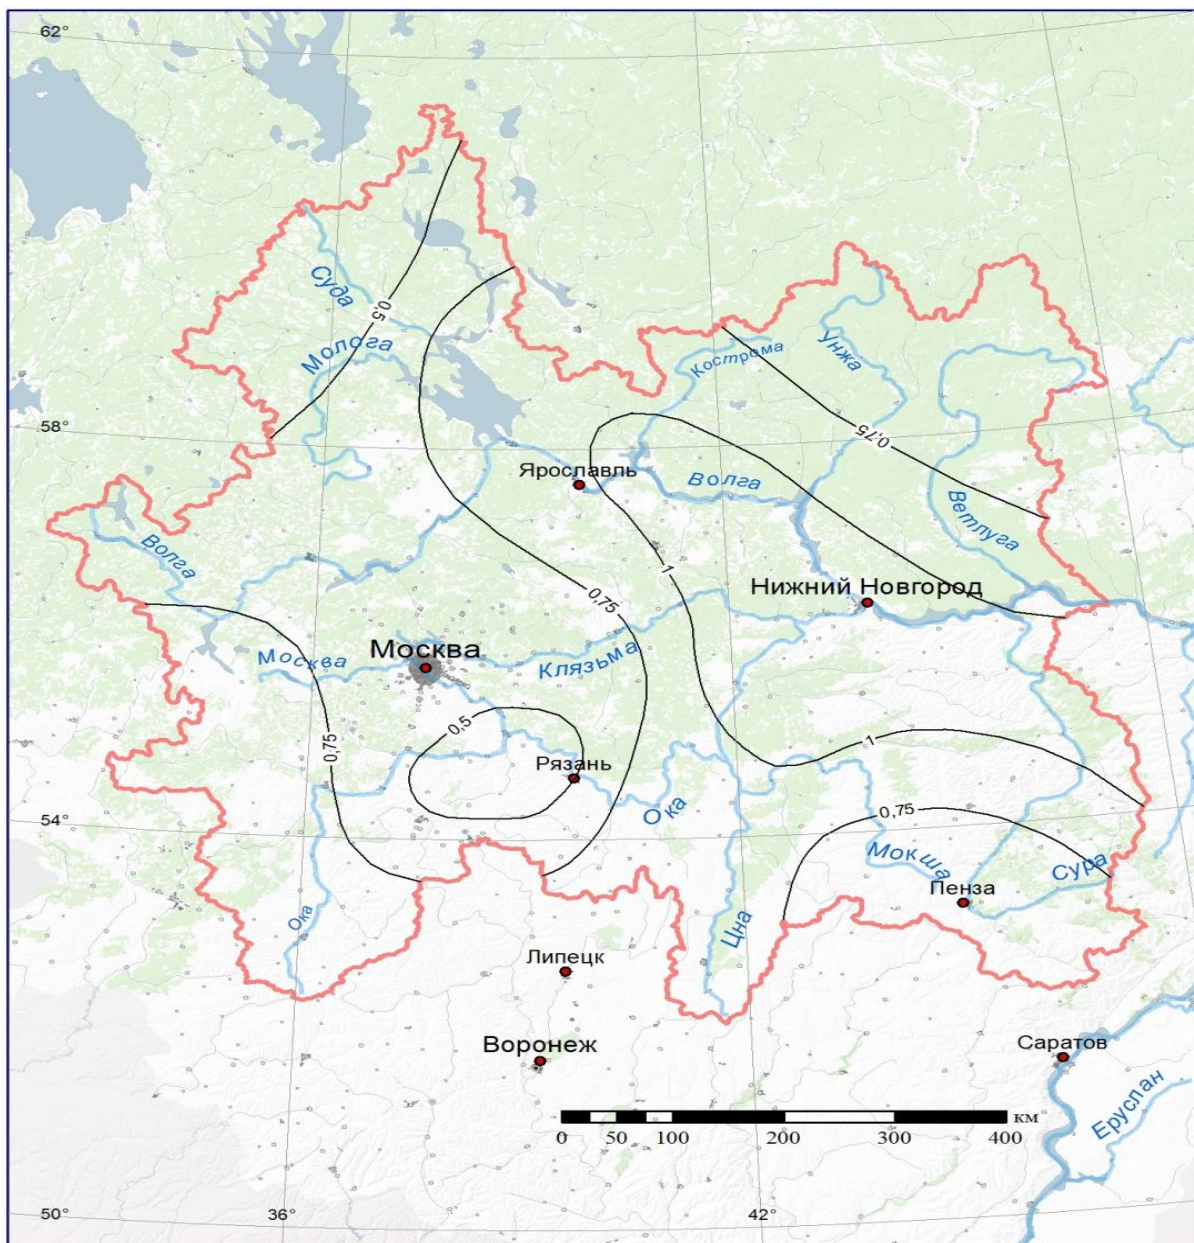 62°
Суда
0,5
Молога
Кострома
Унжа
58°
0,75
Ярославль
Волга
Ветлуга
Волга
1
Нижний Новгород
0,75
Москва
Москва
Клязьма
0,5
0,75
1
Рязань
54°
Ока
0,75
Мокша
Сура
Пенза
Ока
Цна
Липецк
Воронеж
Саратов
Еруслан
км
0 50 100 200 300 400
50°
36°
42°